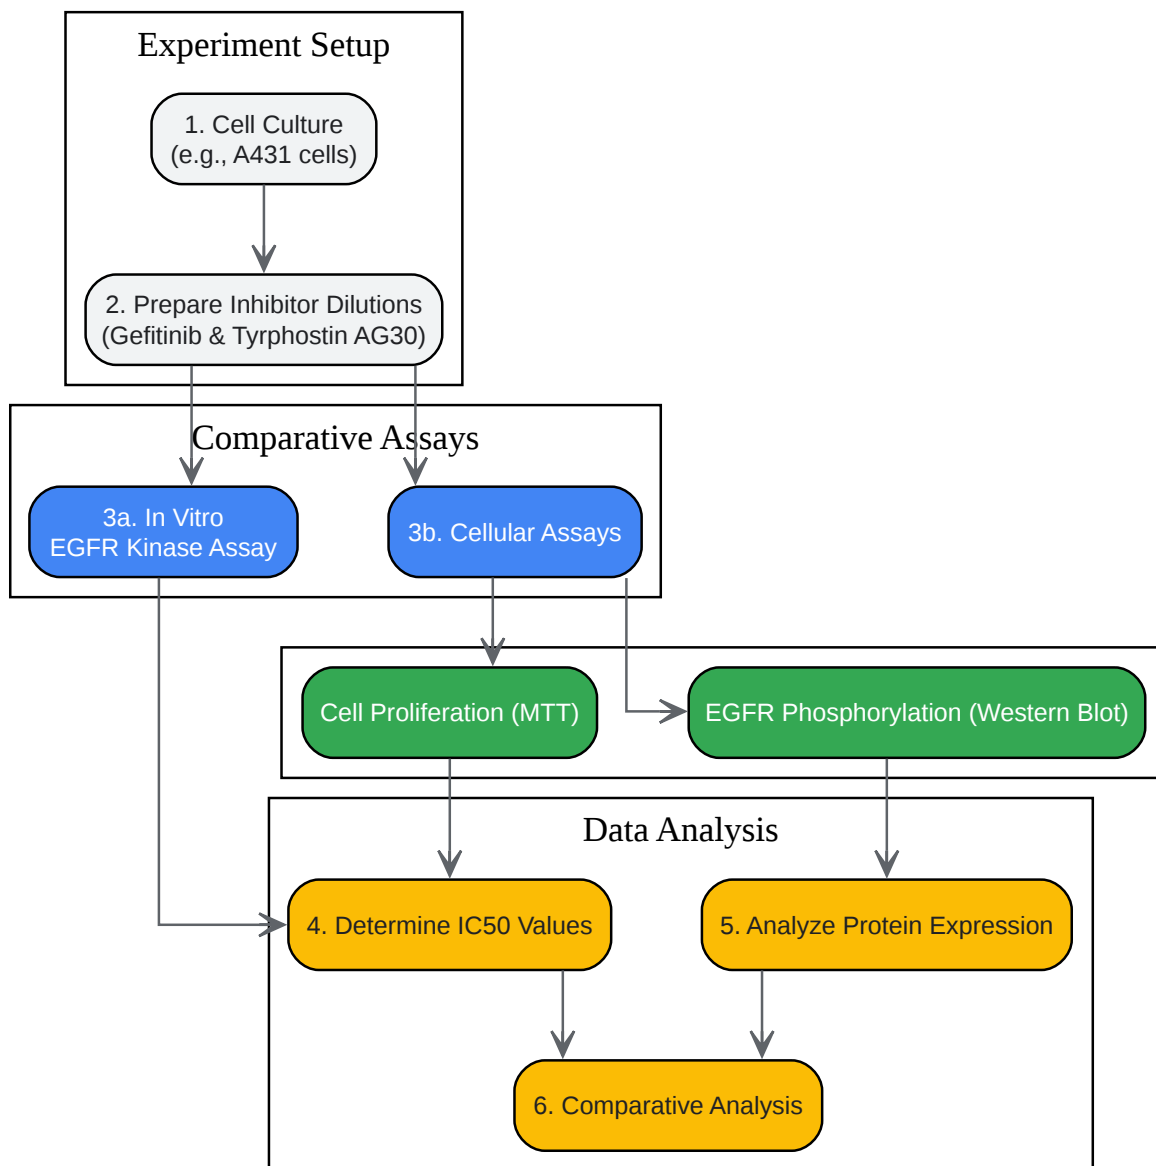 Experiment Setup
1. Cell Culture
(e.g., A431 cells)
2. Prepare Inhibitor Dilutions
(Gefitinib & Tyrphostin AG30)
Comparative Assays
3a. In Vitro
EGFR Kinase Assay
3b. Cellular Assays
Cell Proliferation (MTT)
EGFR Phosphorylation (Western Blot)
Data Analysis
4. Determine IC50 Values
5. Analyze Protein Expression
6. Comparative Analysis